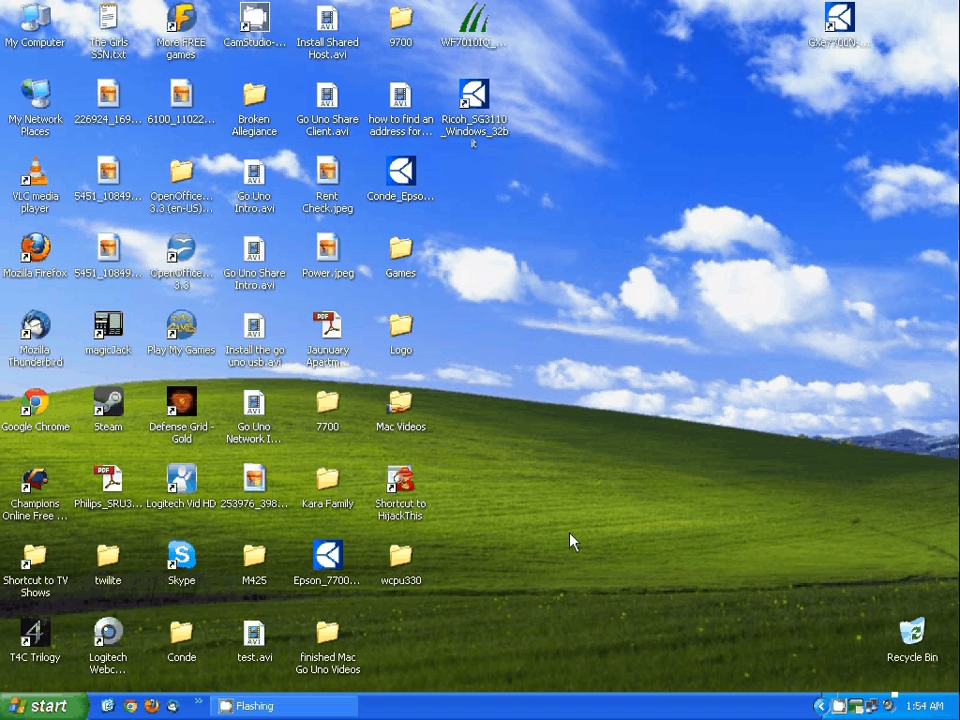 My Computer
The Girls
SSN.txt
More FREE
games
CamStudio-...
Install Shared
Host.avi
9700
WF7010IQ_...
My Network
Places
226924_169...
6100_11022...
Broken
Allegiance
Go Uno Share
Client.avi
how to find an
address for...
Ricoh_SG3110
_Windows_32b
it
VLC media
player
5451_10849...
OpenOffice...
3.3 (en-US)...
Go Uno
Intro.avi
Rent
Check.jpeg
Conde_Epso...
Mozilla Firefox
5451_10849...
OpenOffice...
3.3
Go Uno Share
Intro.avi
Power.jpeg
Games
Mozilla
Thunderbird
magicJack
Play My Games
Install the go
uno usb.avi
PDF
Jaunuary
Apartm...
Logo
Google Chrome
Steam
Defense Grid -
Gold
Go Uno
Network I...
7700
Mac Videos
Champions
Online Free ...
PDF
Philips_SRU3...
Logitech Vid HD
253976_398...
Kara Family
Shortcut to
HijackThis
Shortcut to TV
Shows
twilite
Skype
M425
Epson_7700...
wcpu330
T4C Trilogy
Logitech
Webc...
Conde
test.avi
finished Mac
Go Uno Videos
Recycle Bin
start
Flashing
1:54 AM